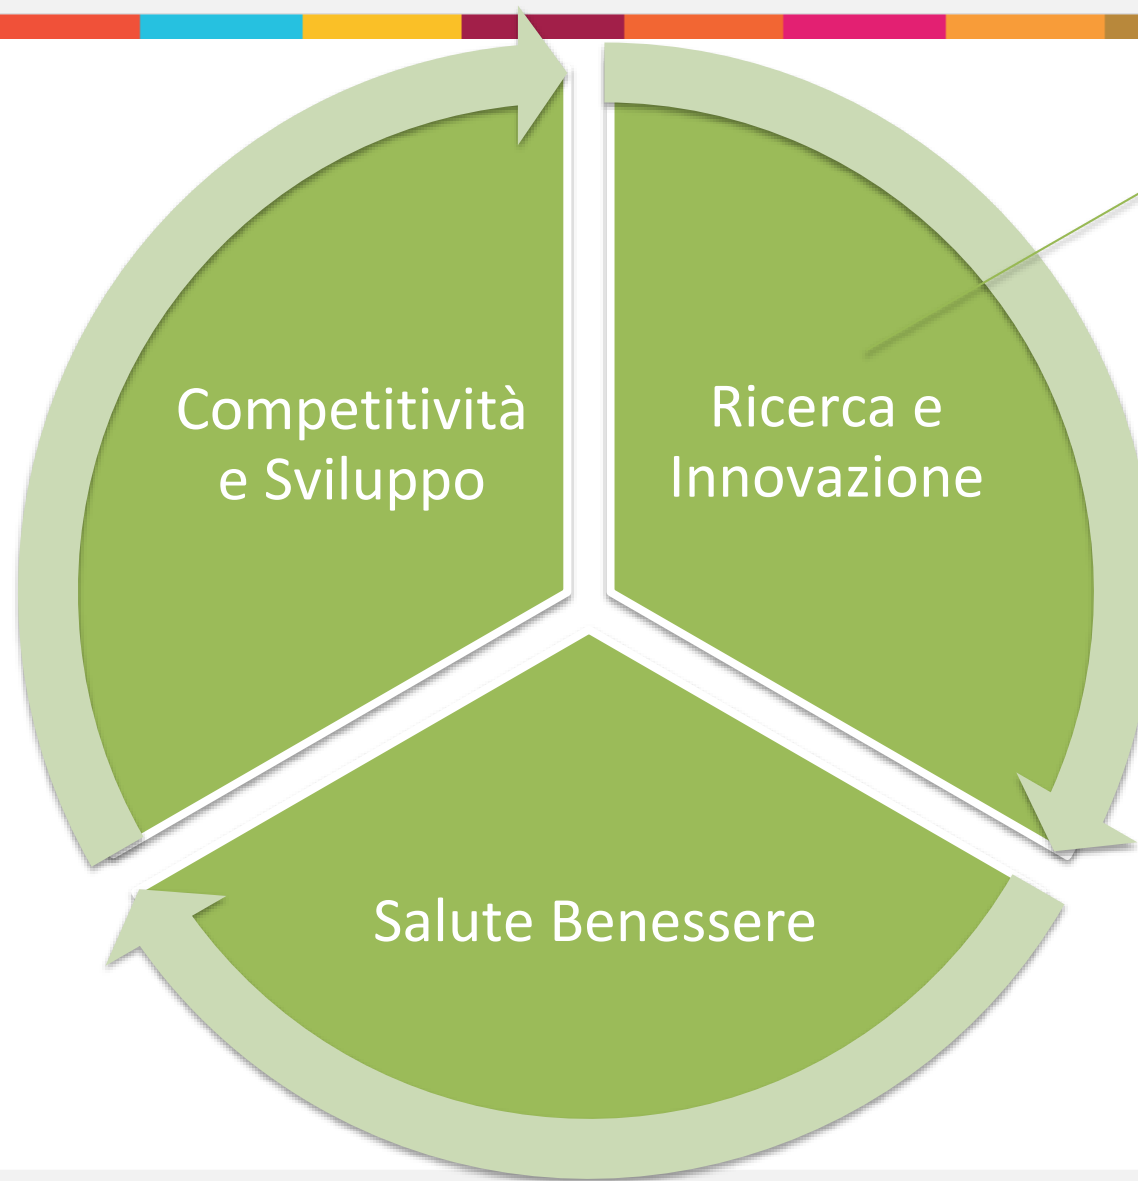 Competitività
e Sviluppo
Ricerca e
Innovazione
Salute Benessere